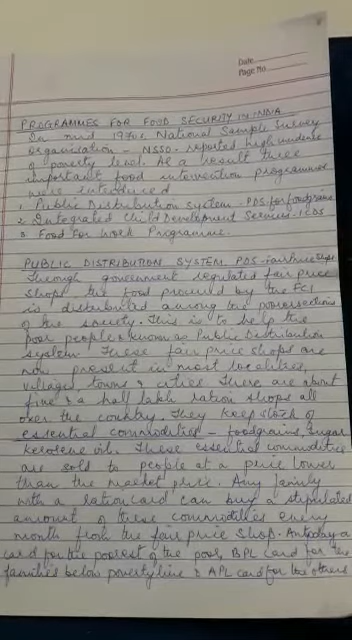 Date
Page No
PROGRAMMES FOR FOOD SECURITY IN INDIA
In mid 1970s National Sample Survey
Organisation - NSSO reputed high
of poverty level. As a result three
important food intervention programmes
were introduced
1. Public Distribution System - PDS for foodgrains
2. Integrated Child Development Services - ICDS
3. Food For Work Programme.
PUBLIC DISTRIBUTION SYSTEM PDS - Fair Price Shops
Through government regulated fair price
shops the food procured by the FCI
is distributed among the poor sections
of the society. This is to help the
poor people & known as Public Distribution
System. These fair price shops are
now present in most localities,
villages, towns & cities There are about
five & a half lakh ration shops all
over the country. They keep stock of
essential commodities - foodgrains, sugar
kerosene oil. These essential commodities
are sold to people at a price lower
than the market price. Any family
with a ration card can buy a stipulated
amount of these commodities every
month from the fair price shop. Antodaya
card for the poorest of the poor, BPL card for the
families below poverty line & APL card for the others